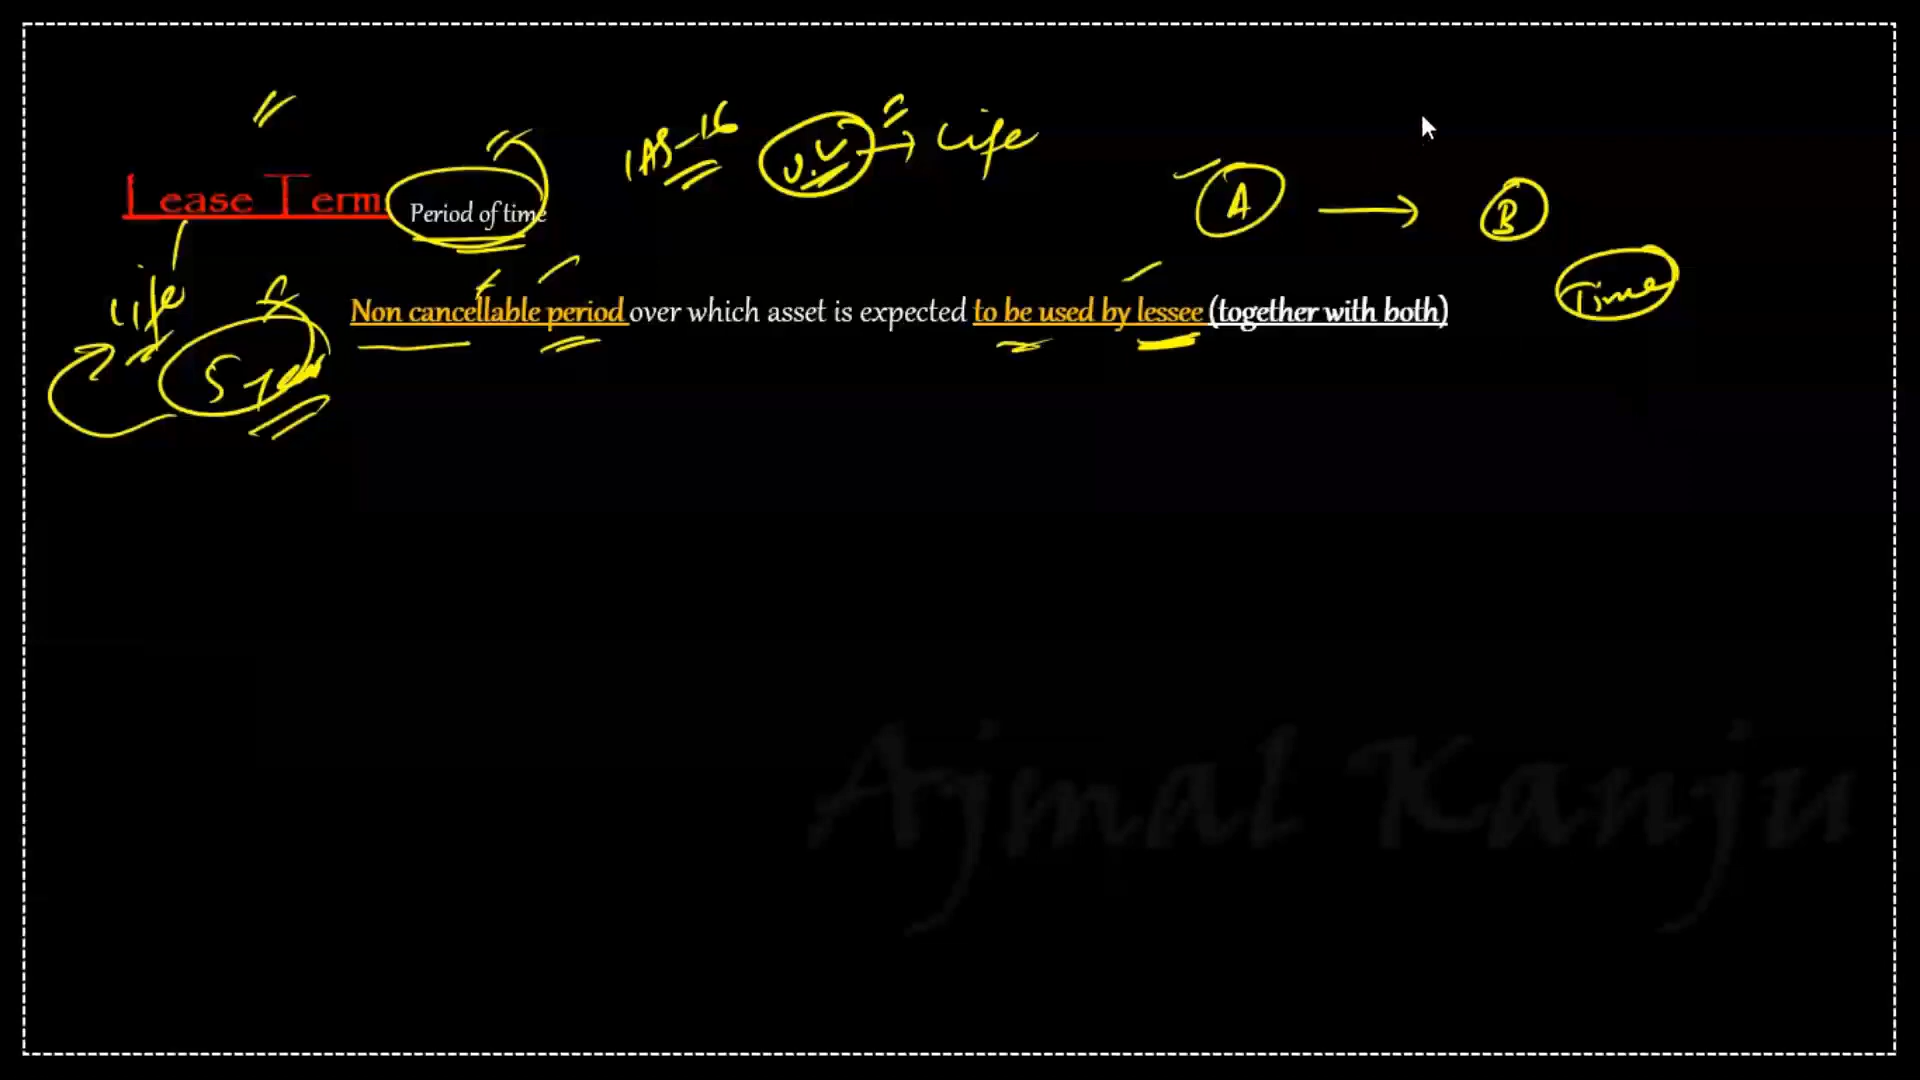 IAS-16 U.V → Life
A → B
Lease Term Period of time
Time
Life
Non cancellable period over which asset is expected to be used by lessee (together with both)
5
Ajmal Kanju